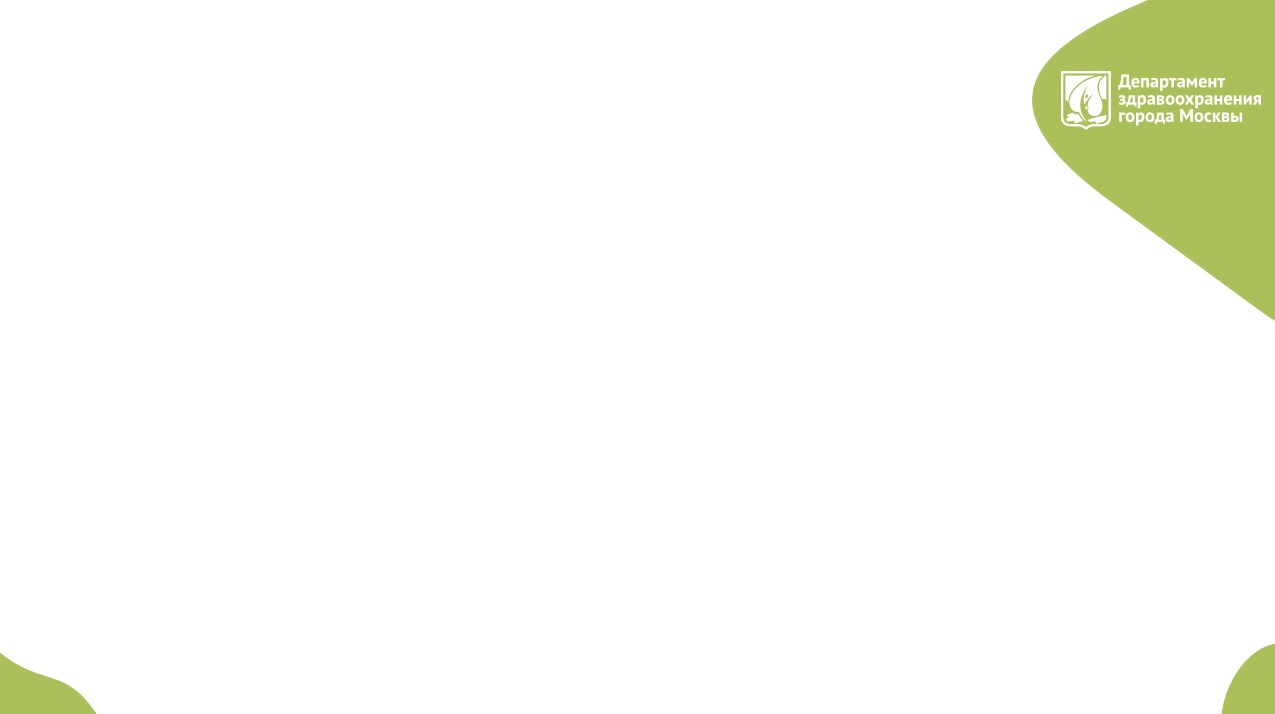 Департамент
здравоохранения
города Москвы